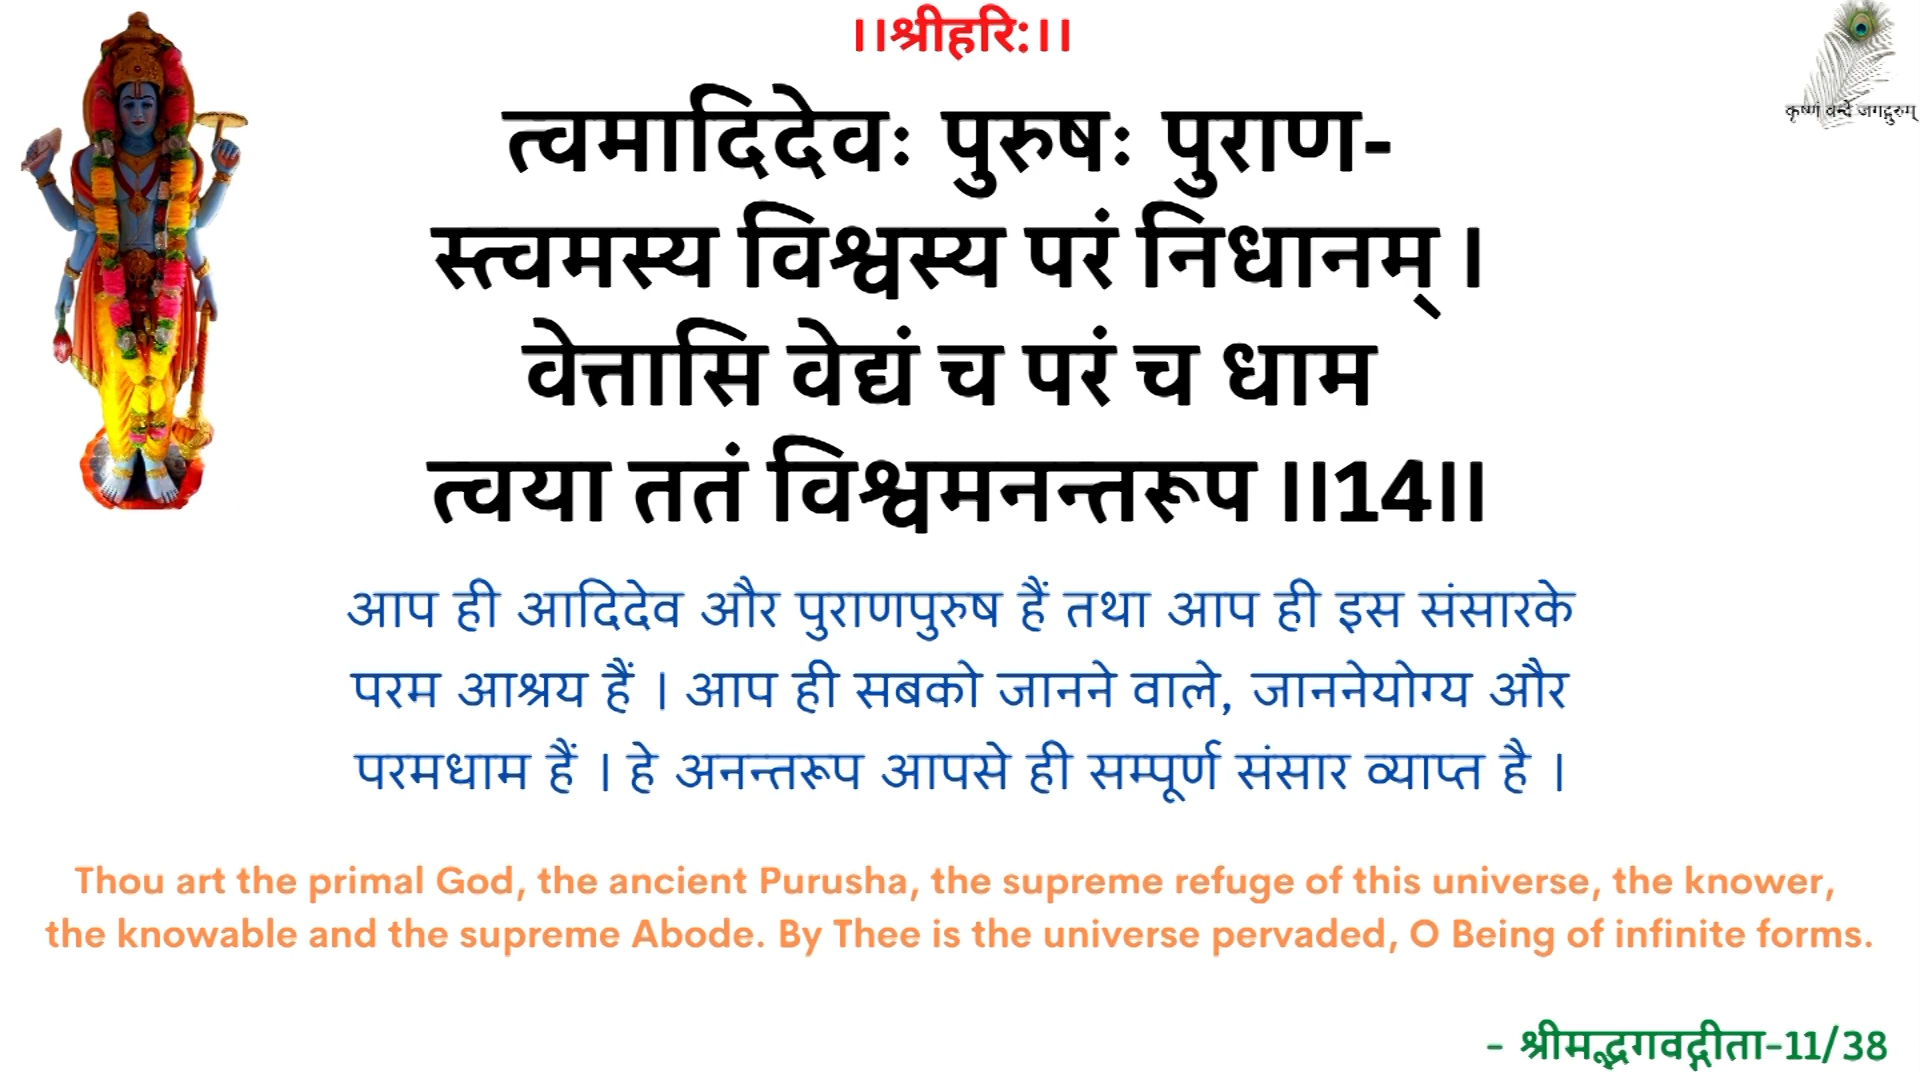 ।।श्रीहरि:।।
कृष्णं वन्दे जगद्गुरुम्
त्वमादिदेवः पुरुषः पुराण-
स्त्वमस्य विश्वस्य परं निधानम् ।
वेत्तासि वेद्यं च परं च धाम
त्वया ततं विश्वमनन्तरूप ।।14।।
आप ही आदिदेव और पुराणपुरुष हैं तथा आप ही इस संसारके
परम आश्रय हैं । आप ही सबको जानने वाले, जाननेयोग्य और
परमधाम हैं । हे अनन्तरूप आपसे ही सम्पूर्ण संसार व्याप्त है ।
Thou art the primal God, the ancient Purusha, the supreme refuge of this universe, the knower,
the knowable and the supreme Abode. By Thee is the universe pervaded, O Being of infinite forms.
- श्रीमद्भगवद्गीता-11/38